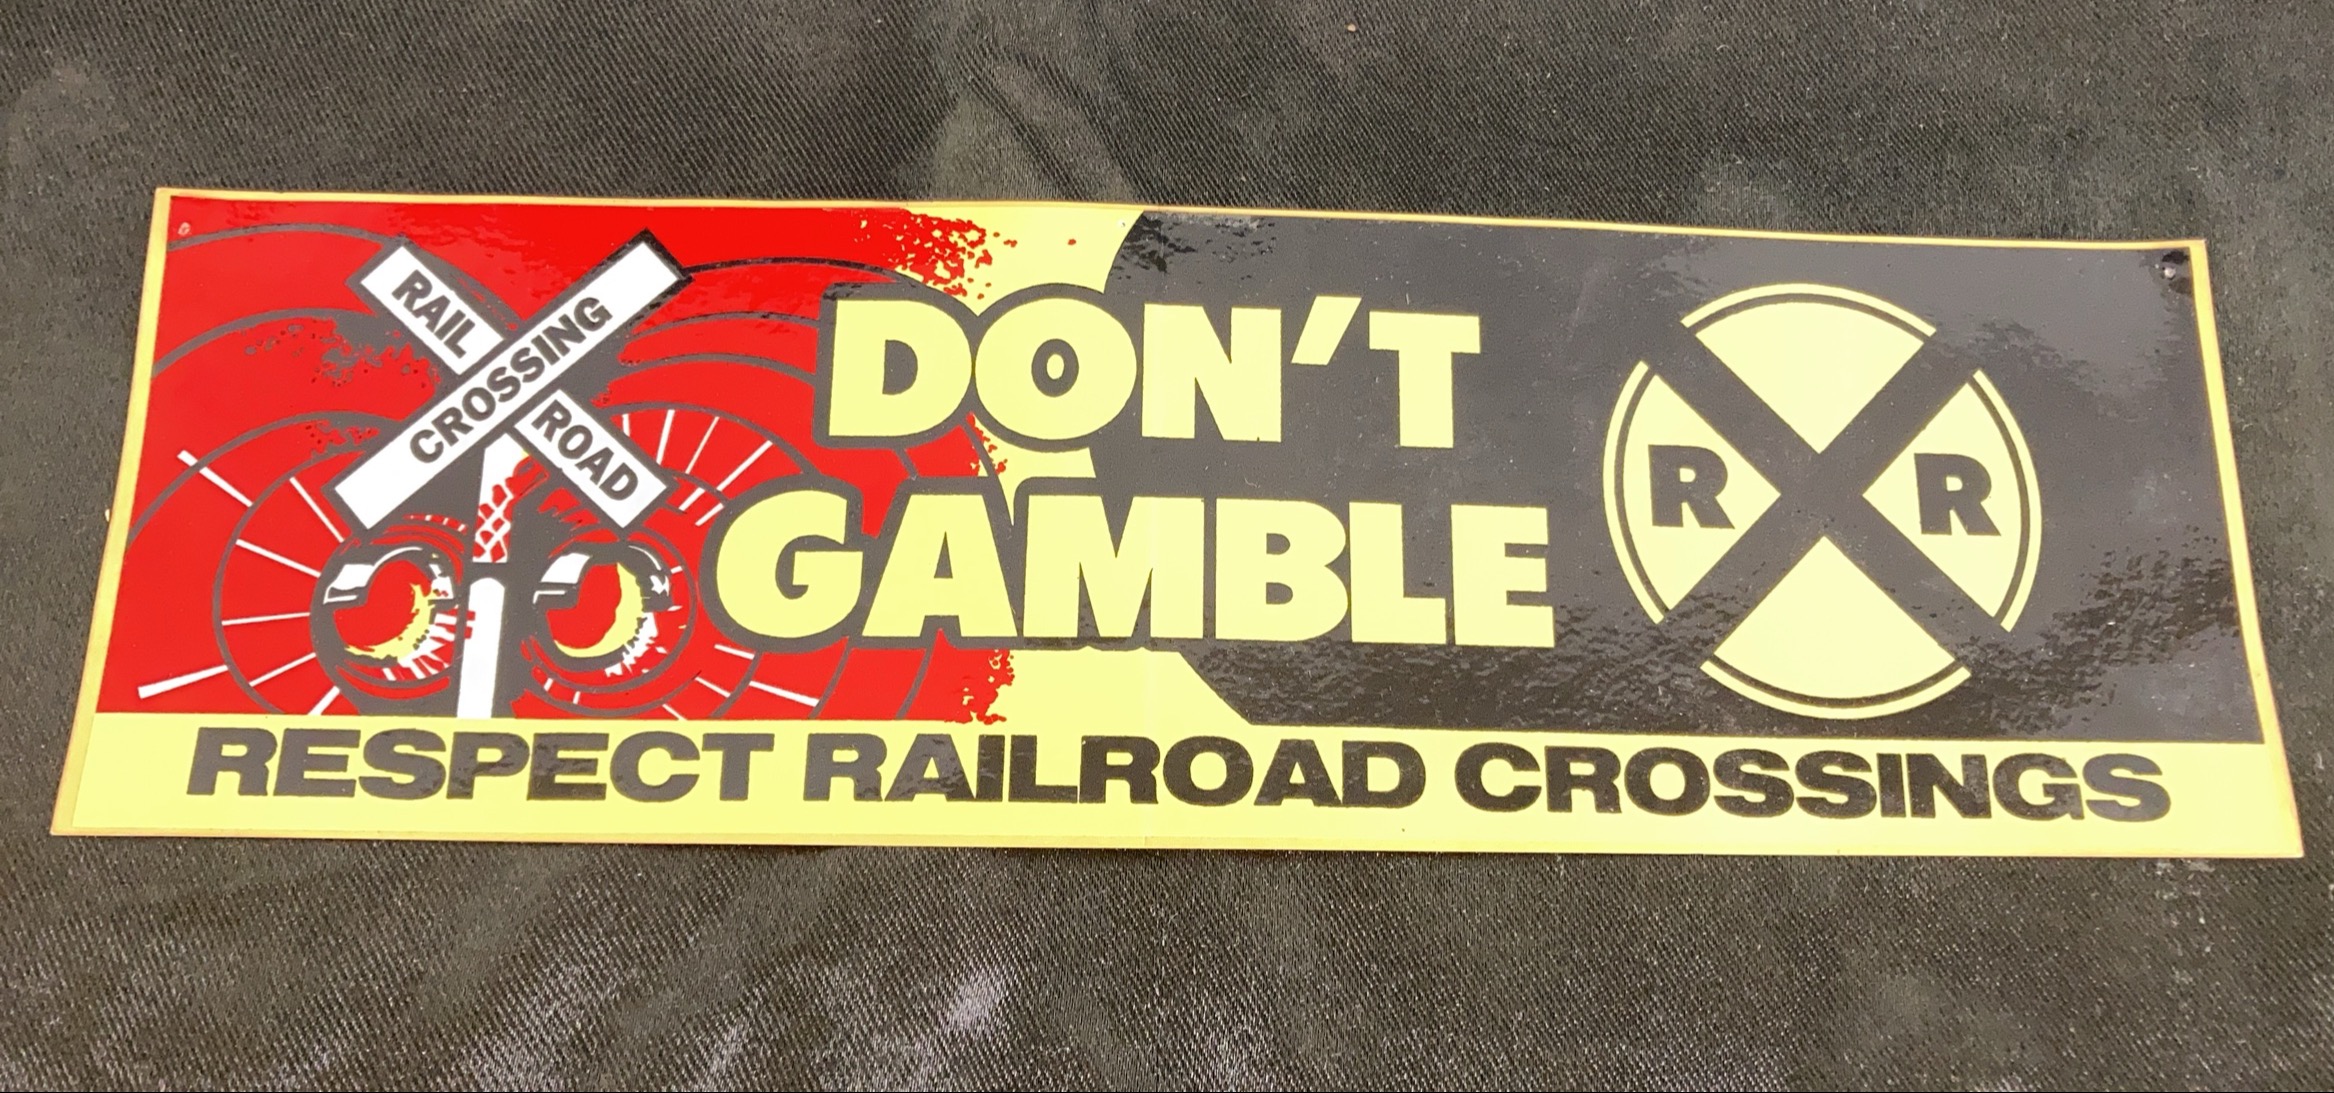 RAIL
CROSSING
ROAD
DON'T
GAMBLE
R R
RESPECT RAILROAD CROSSINGS